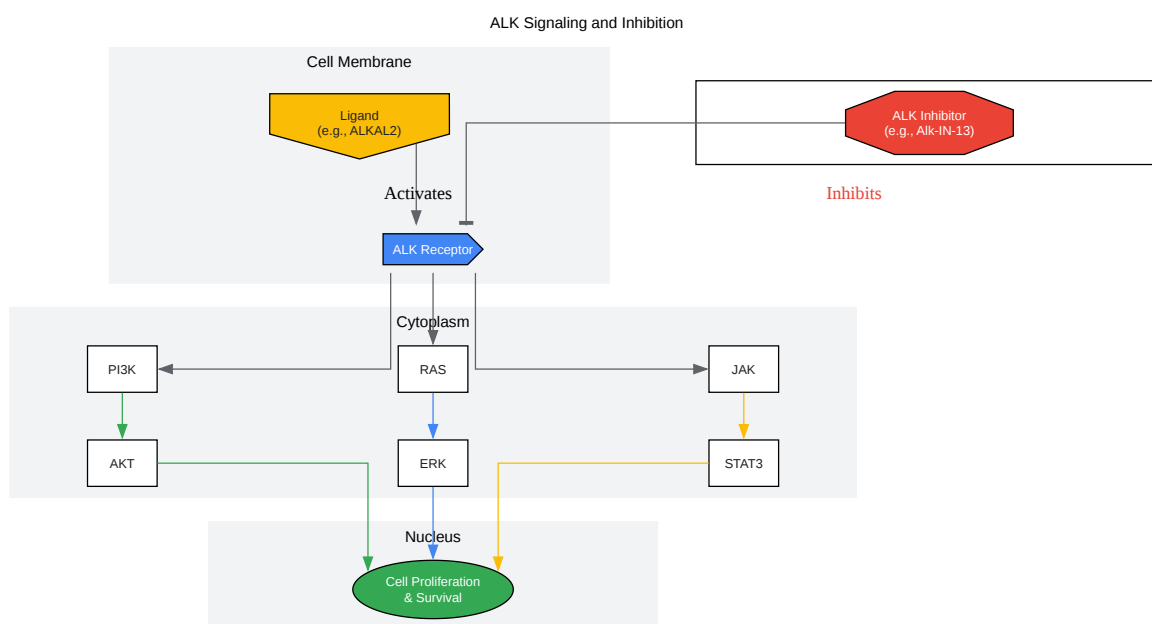 ALK Signaling and Inhibition
Cell Membrane
Ligand
(e.g., ALKAL2)
ALK Inhibitor
(e.g., Alk-IN-13)
Activates
Inhibits
ALK Receptor
Cytoplasm
PI3K
RAS
JAK
AKT
ERK
STAT3
Nucleus
Cell Proliferation
& Survival